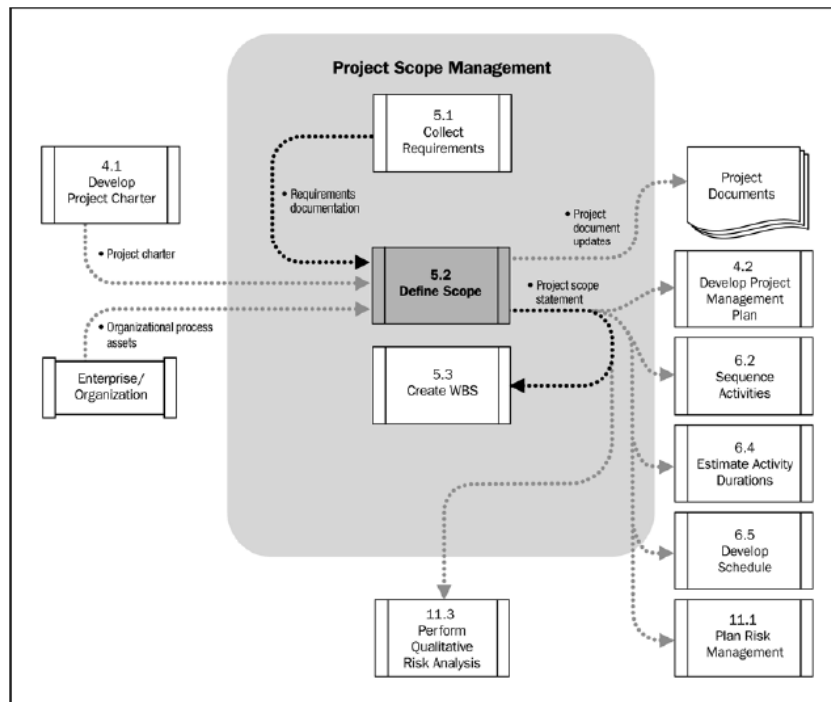 Project Scope Management
5.1
Collect
Requirements
4.1
Develop
Project Charter
• Requirements
documentation
Project
Documents
• Project
document
updates
• Project charter
5.2
Define Scope
• Project scope
statement
4.2
Develop Project
Management
Plan
• Organizational process
assets
Enterprise/
Organization
5.3
Create WBS
6.2
Sequence
Activities
6.4
Estimate Activity
Durations
6.5
Develop
Schedule
11.3
Perform
Qualitative
Risk Analysis
11.1
Plan Risk
Management